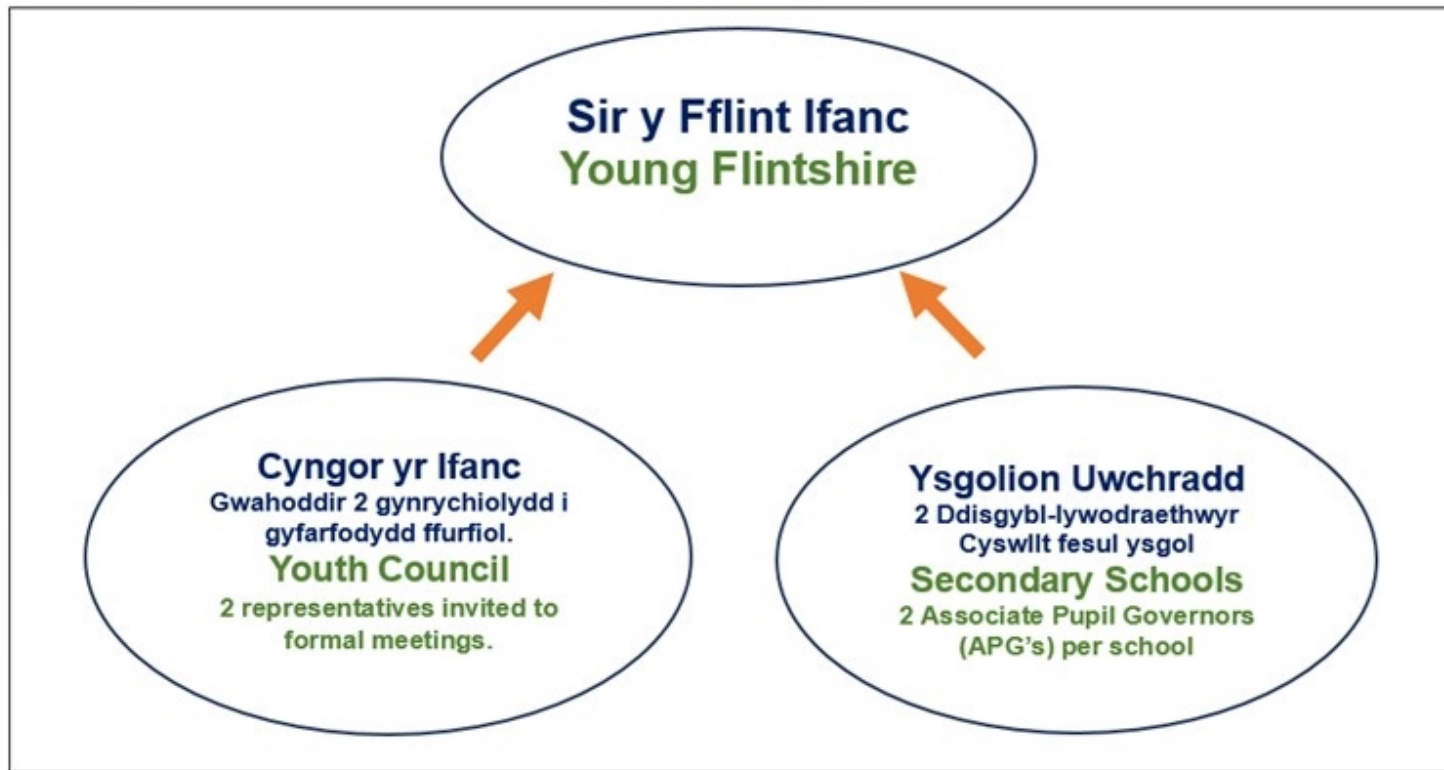 Sir y Fflint Ifanc
Young Flintshire
Cyngor yr Ifanc
Gwahoddir 2 gynrychiolydd i
gyfarfodydd ffurfiol.
Youth Council
2 representatives invited to
formal meetings.
Ysgolion Uwchradd
2 Ddisgybl-lywodraethwyr
Cyswllt fesul ysgol
Secondary Schools
2 Associate Pupil Governors
(APG's) per school